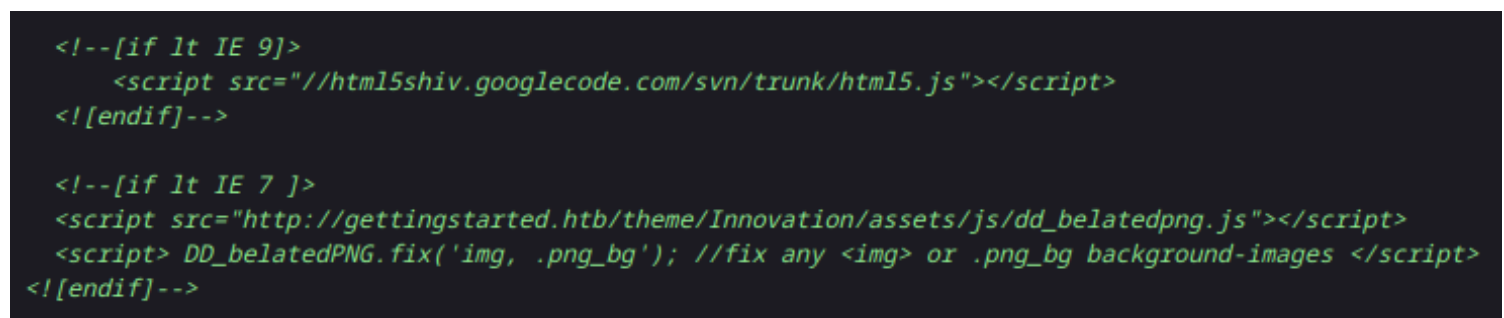 <!--[if lt IE 9]>
<script src="//html5shiv.googlecode.com/svn/trunk/html5.js"></script>
<![endif]-->
<!--[if lt IE 7 ]>
<script src="http://gettingstarted.htb/theme/Innovation/assets/js/dd_belatedpng.js"></script>
<script> DD_belatedPNG.fix('img, .png_bg'); //fix any <img> or .png_bg background-images </script>
<![endif]-->